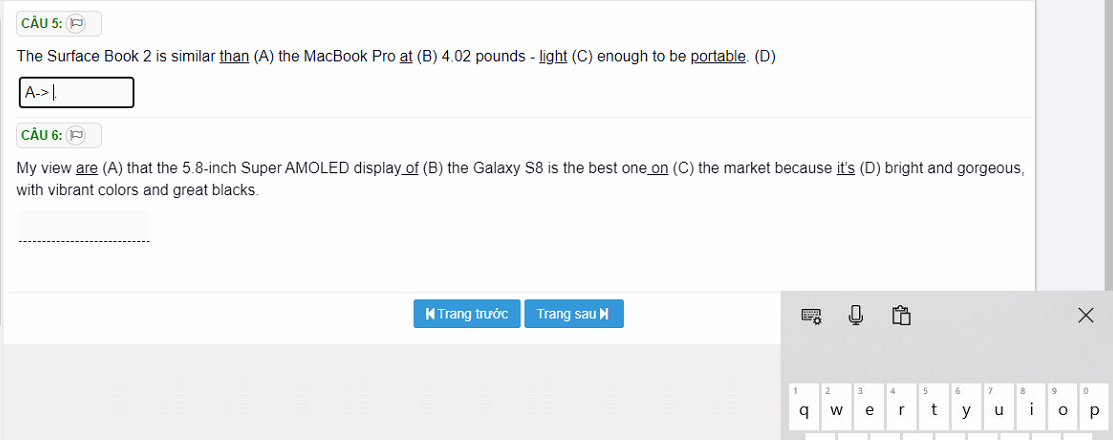 CÂU 5:
The Surface Book 2 is similar than (A) the MacBook Pro at (B) 4.02 pounds - light (C) enough to be portable. (D)
A-> .
CÂU 6:
My view are (A) that the 5.8-inch Super AMOLED display of (B) the Galaxy S8 is the best one on (C) the market because it's (D) bright and gorgeous,
with vibrant colors and great blacks.
Trang trước Trang sau
1 2 3 4 5 6 7 8 9 0
q w e r t y u i o p